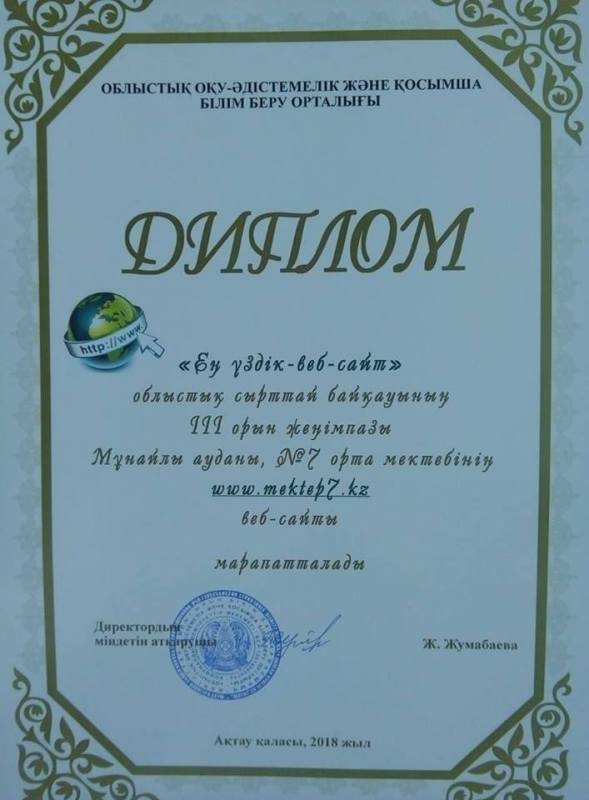 ОБЛЫСТЫҚ ОҚУ-ӘДІСТЕМЕЛІК ЖӘНЕ ҚОСЫМША
БІЛІМ БЕРУ ОРТАЛЫҒЫ
ДИПЛОМ
http://www.
«Ең үздік-веб-сайт»
облыстық сырттай байқауының
III орын жеңімпазы
Мұнайлы ауданы, №7 орта мектебінің
www.mektep7.kz
веб-сайты
марапатталады
Директордың
міндетін атқарушы
Ж. Жумабаева
Ақтау қаласы, 2018 жыл